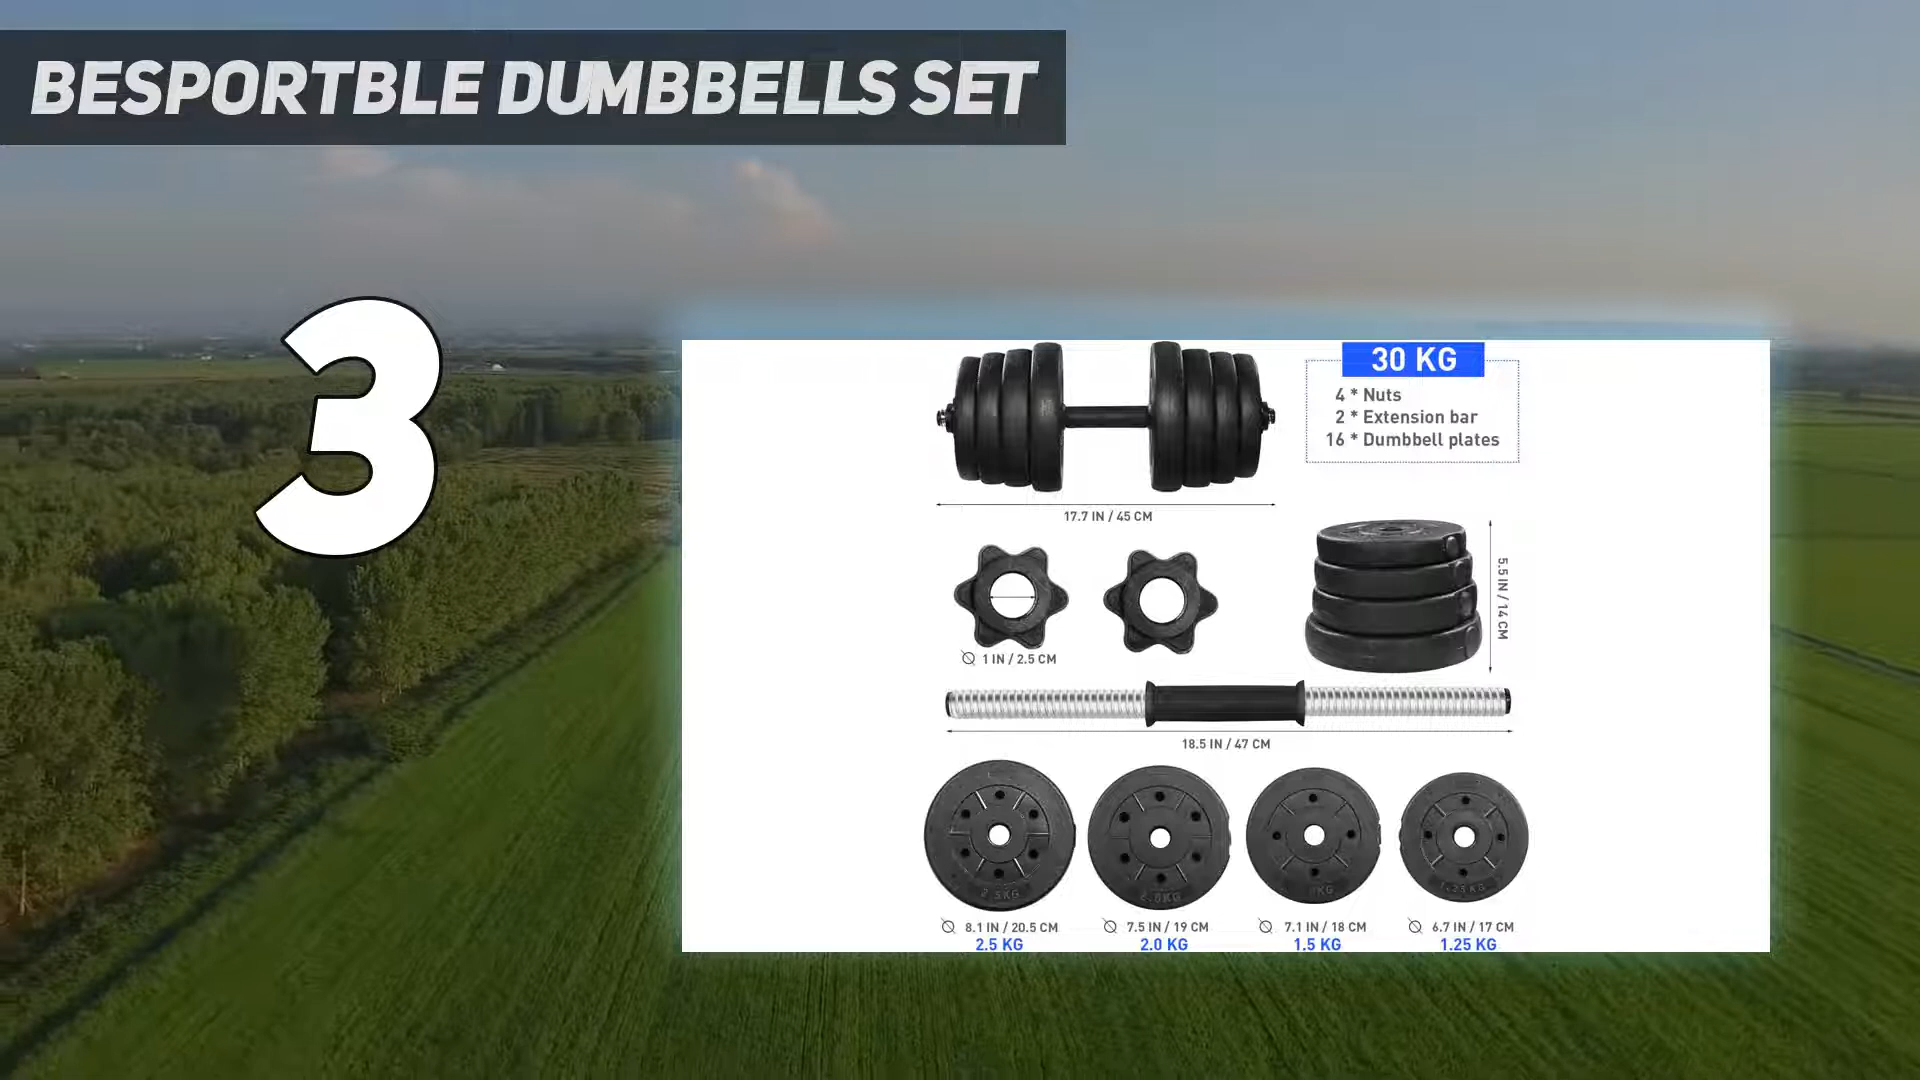 BESPORTBLE DUMBBELLS SET
3
30 KG
4 * Nuts
2 * Extension bar
16 * Dumbbell plates
17.7 IN / 45 CM
5.5 IN / 14 CM
1 IN / 2.5 CM
18.5 IN / 47 CM
2.5KG
8.1 IN / 20.5 CM
7.5 IN / 19 CM
7.1 IN / 18 CM
6.7 IN / 17 CM
2.5 KG
2.0 KG
1.5 KG
1.25 KG